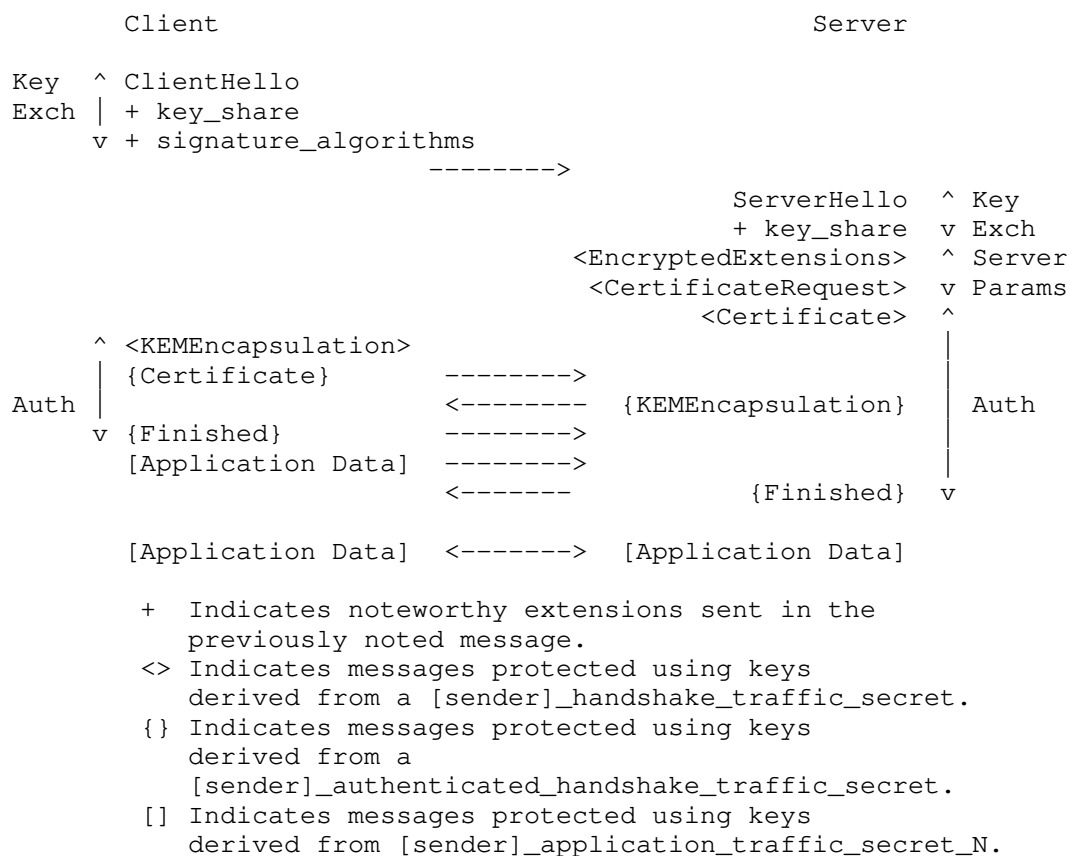 Client                                     Server

Key  ^ ClientHello
Exch | + key_share
     v + signature_algorithms
                         -------->
                                             ServerHello  ^ Key
                                             + key_share  v Exch
                                   <EncryptedExtensions>  ^ Server
                                    <CertificateRequest>  v Params
                                           <Certificate>  ^
     ^ <KEMEncapsulation>                                 |
     | {Certificate}      -------->                       |
Auth |                    <--------  {KEMEncapsulation}   | Auth
     v {Finished}         -------->                       |
       [Application Data] -------->                       |
                          <-------            {Finished}  v

       [Application Data] <------->  [Application Data]

        +  Indicates noteworthy extensions sent in the
           previously noted message.
        <> Indicates messages protected using keys
           derived from a [sender]_handshake_traffic_secret.
        {} Indicates messages protected using keys
           derived from a
           [sender]_authenticated_handshake_traffic_secret.
        [] Indicates messages protected using keys
           derived from [sender]_application_traffic_secret_N.